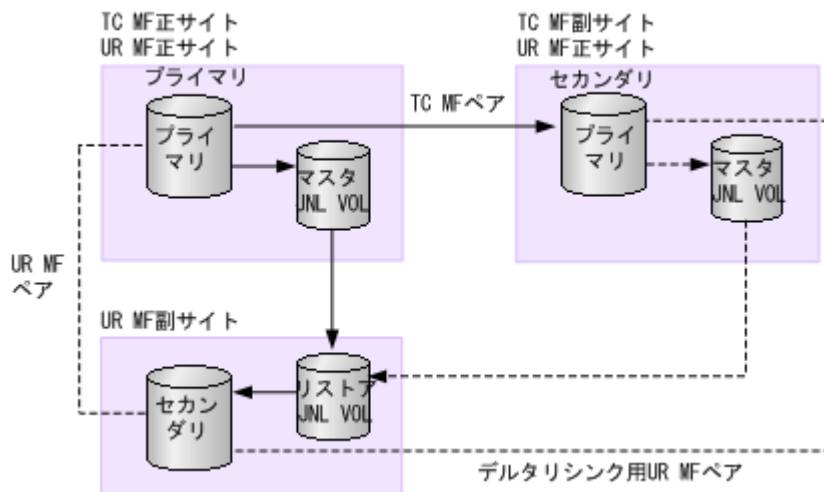 TC MF正サイト
UR MF正サイト
プライマリ
プライ
マリ
マスタ
JNL VOL
TC MFペア
TC MF副サイト
UR MF正サイト
セカンダリ
プライ
マリ
マスタ
JNL VOL
UR MF
ペア
UR MF副サイト
セカン
ダリ
リストア
JNL VOL
デルタリシンク用UR MFペア